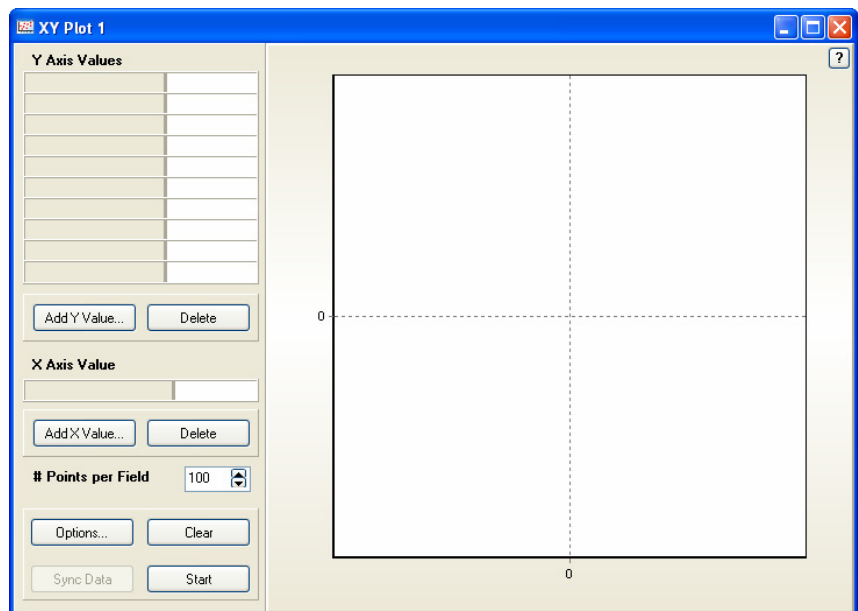 XY Plot 1
?
Y Axis Values
Add Y Value... Delete
X Axis Value
Add X Value... Delete
# Points per Field 100
Options... Clear
Sync Data Start
0
0